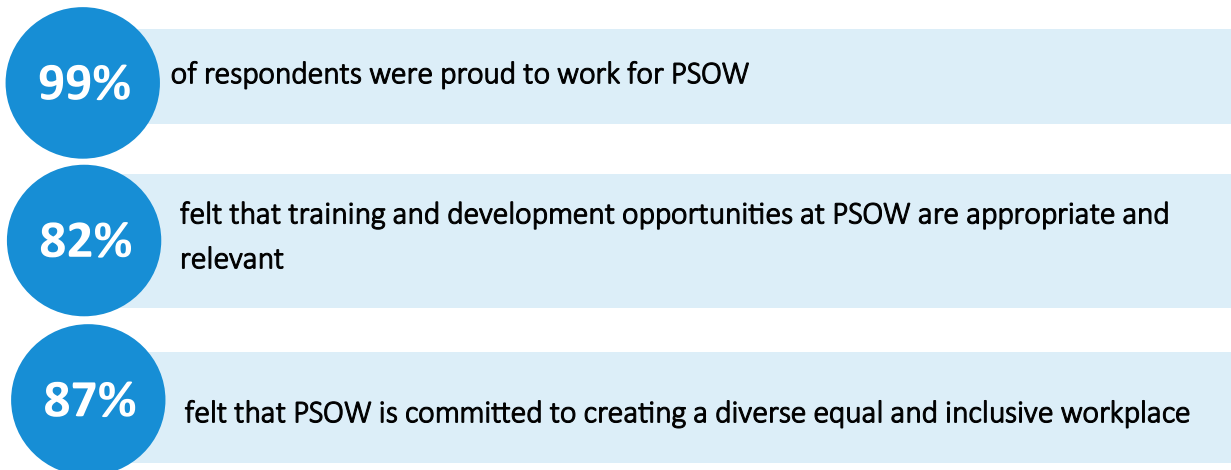 99%
of respondents were proud to work for PSOW
82%
felt that training and development opportunities at PSOW are appropriate and
relevant
87%
felt that PSOW is committed to creating a diverse equal and inclusive workplace